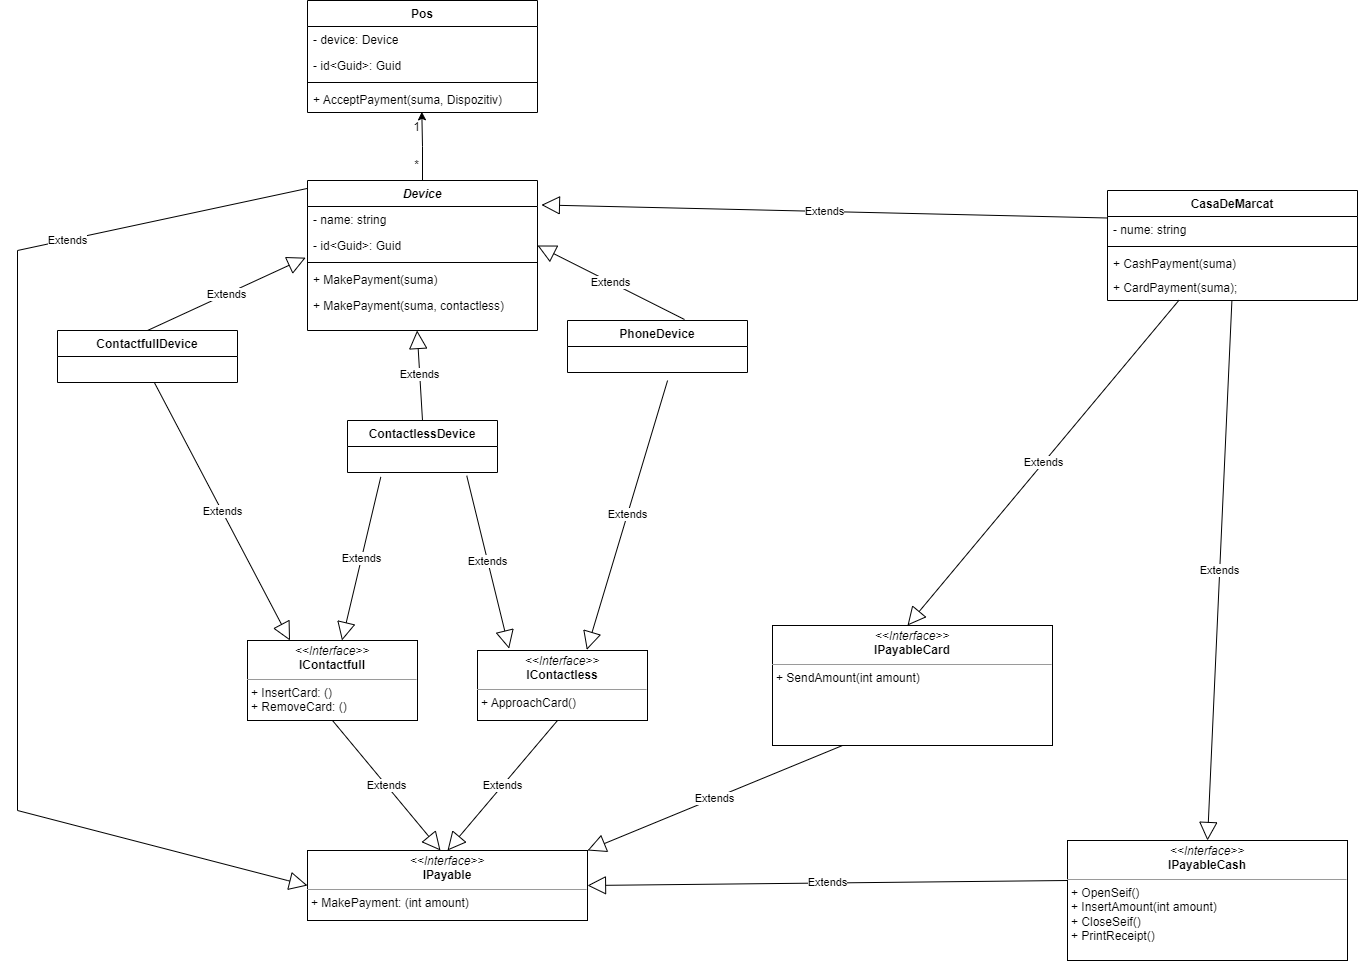 Pos
- device: Device
- id<Guid>: Guid
+ AcceptPayment(suma, Dispozitiv)
1
*
Device
- name: string
- id<Guid>: Guid
+ MakePayment(suma)
+ MakePayment(suma, contactless)
CasaDeMarcat
- nume: string
+ CashPayment(suma)
+ CardPayment(suma);
Extends
Extends
Extends
Extends
ContactfullDevice
PhoneDevice
Extends
ContactlessDevice
Extends
Extends
Extends
Extends
Extends
Extends
Extends
<<Interface>>
IContactfull
+ InsertCard: ()
+ RemoveCard: ()
<<Interface>>
IContactless
+ ApproachCard()
<<Interface>>
IPayableCard
+ SendAmount(int amount)
Extends
Extends
Extends
<<Interface>>
IPayable
+ MakePayment: (int amount)
Extends
<<Interface>>
IPayableCash
+ OpenSeif()
+ InsertAmount(int amount)
+ CloseSeif()
+ PrintReceipt()